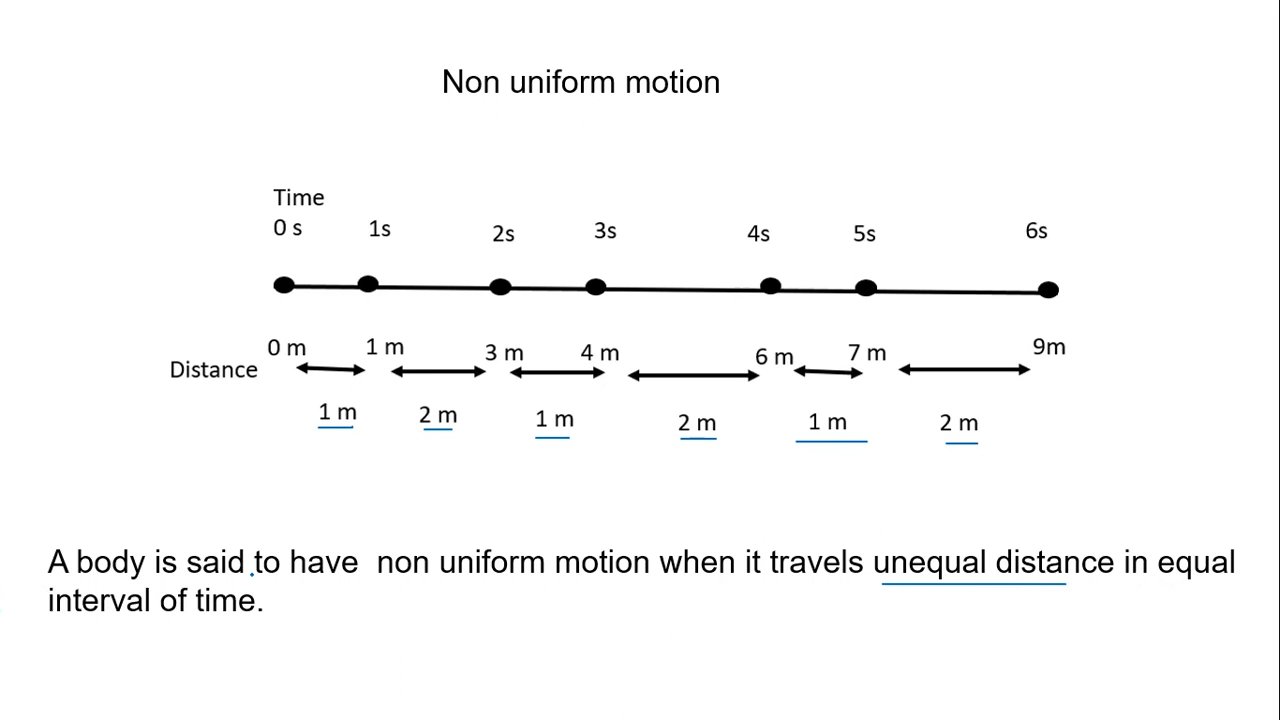 Non uniform motion
Time
0 s 1s 2s 3s 4s 5s 6s
0 m 1 m 3 m 4 m 6 m 7 m 9m
Distance
1 m 2 m 1 m 2 m 1 m 2 m
A body is said to have non uniform motion when it travels unequal distance in equal
interval of time.